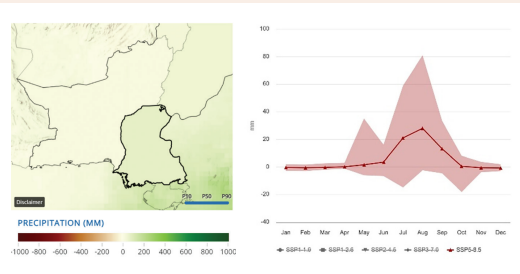 Disclaimer
P10 P50 P90
PRECIPITATION (MM)
-1000 -800 -600 -400 -200 0 200 400 600 800 1000
100
80
60
40
20
0
-20
-40
mm
Jan Feb Mar Apr May Jun Jul Aug Sep Oct Nov Dec
SSP1-1.9 SSP1-2.6 SSP2-4.5 SSP3-7.0 SSP5-8.5